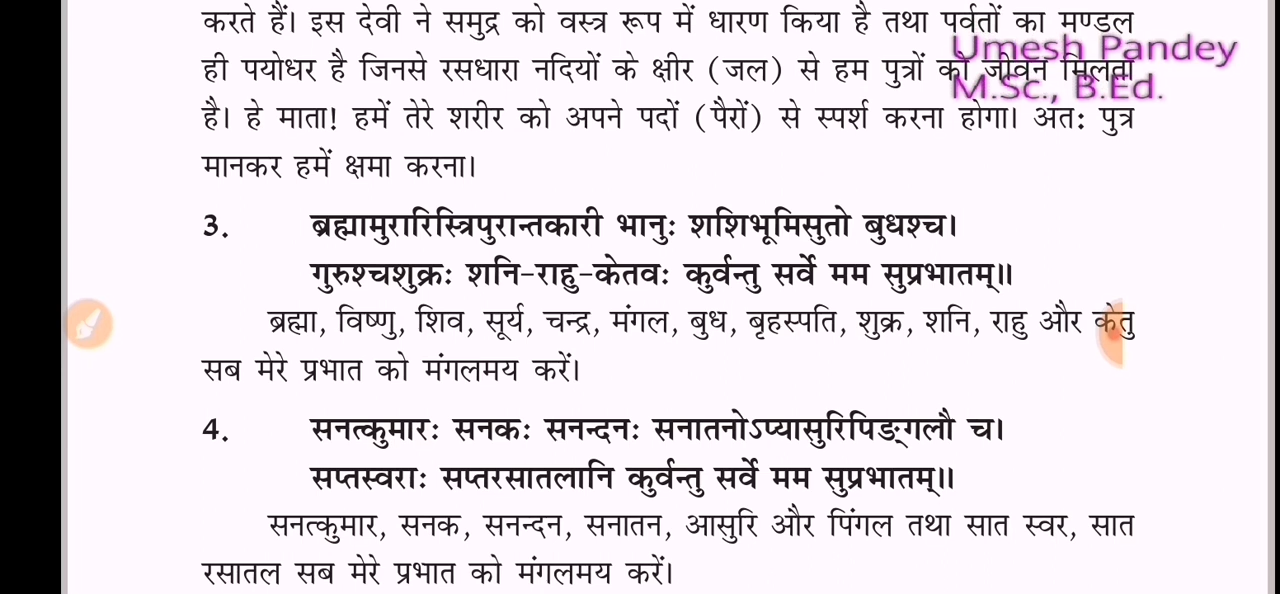 करते हैं। इस देवी ने समुद्र को वस्त्र रूप में धारण किया है तथा पर्वतों का मण्डल
ही पयोधर है जिनसे रसधारा नदियों के क्षीर (जल) से हम पुत्रों को जीवन मिलता
Umesh Pandey
M.Sc., B.Ed.
है। हे माता! हमें तेरे शरीर को अपने पदों (पैरों) से स्पर्श करना होगा। अतः पुत्र
मानकर हमें क्षमा करना।
3. ब्रह्मामुरारिस्त्रिपुरान्तकारी भानुः शशिभूमिसुतो बुधश्च।
गुरुश्चशुक्रः शनि-राहु-केतवः कुर्वन्तु सर्वे मम सुप्रभातम्॥
ब्रह्मा, विष्णु, शिव, सूर्य, चन्द्र, मंगल, बुध, बृहस्पति, शुक्र, शनि, राहु और केतु
सब मेरे प्रभात को मंगलमय करें।
4. सनत्कुमारः सनकः सनन्दनः सनातनोऽप्यासुरिपिङ्गलौ च।
सप्तस्वराः सप्तरसातलानि कुर्वन्तु सर्वे मम सुप्रभातम्॥
सनत्कुमार, सनक, सनन्दन, सनातन, आसुरि और पिंगल तथा सात स्वर, सात
रसातल सब मेरे प्रभात को मंगलमय करें।